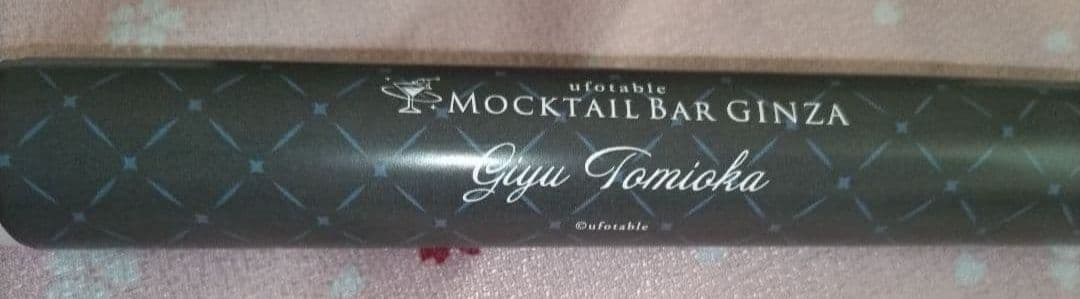 ufotable
MOCKTAIL BAR GINZA
Giyu Tomioka
©ufotable